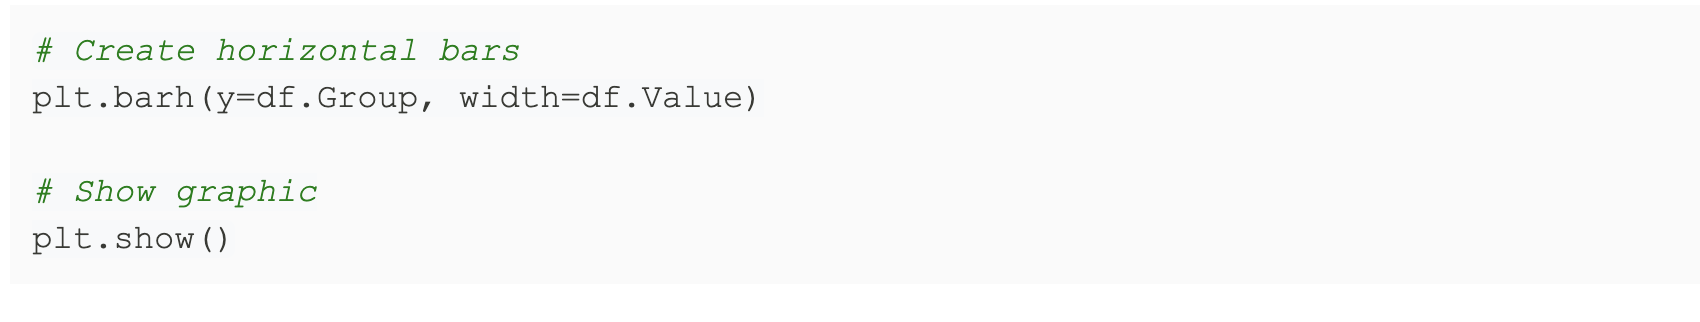 # Create horizontal bars
plt.barh(y=df.Group, width=df.Value)
# Show graphic
plt.show()